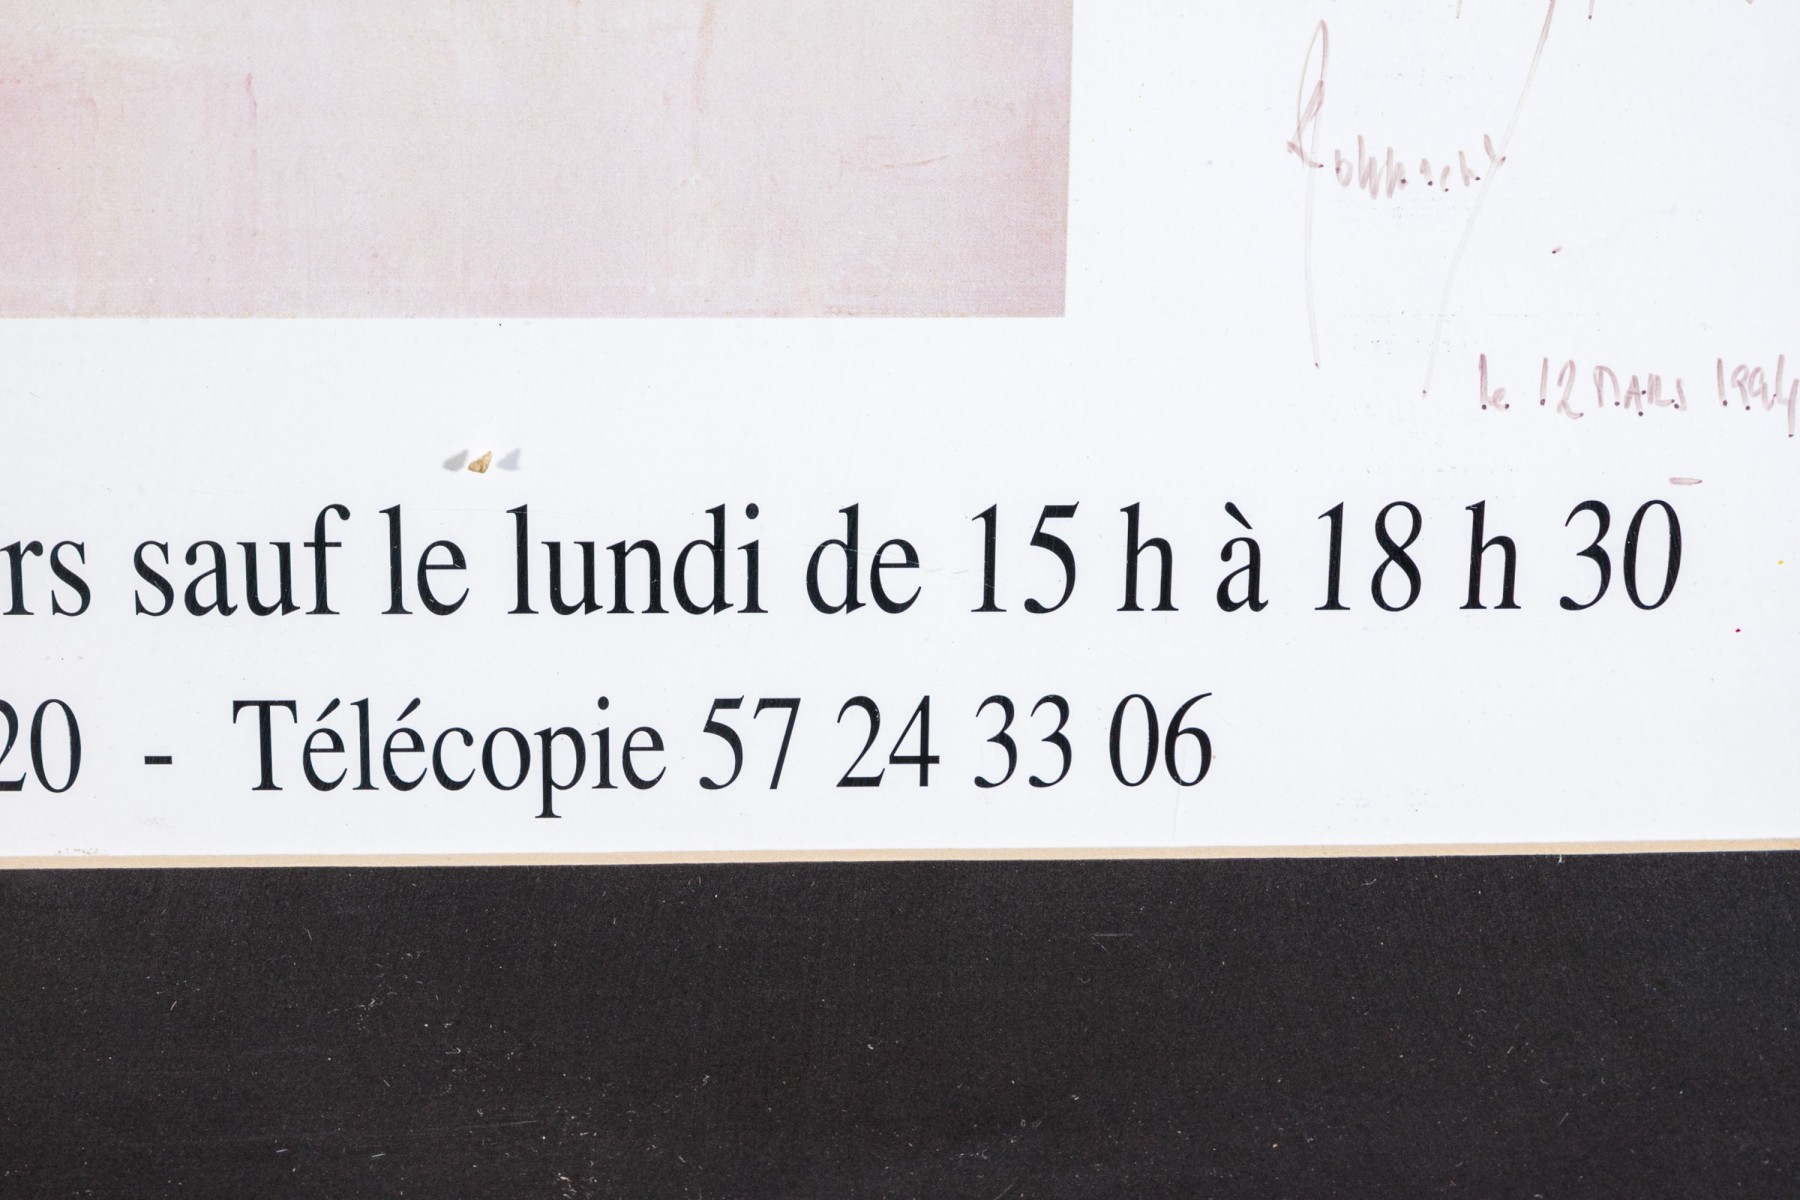 le 12 MARS 1994
rs sauf le lundi de 15 h à 18 h 30
20 - Télécopie 57 24 33 06